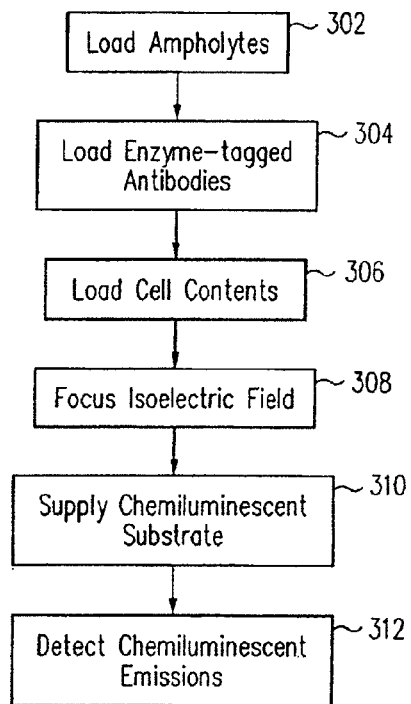 Load Ampholytes
302
Load Enzyme-tagged
Antibodies
304
Load Cell Contents
306
Focus Isoelectric Field
308
Supply Chemiluminescent
Substrate
310
Detect Chemiluminescent
Emissions
312